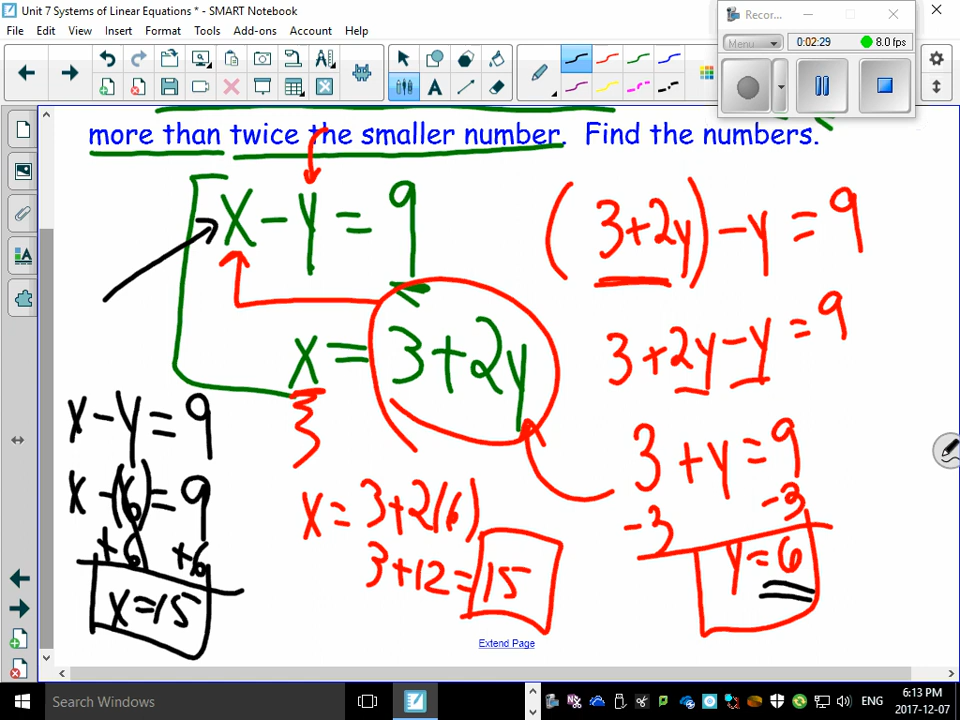 Unit 7 Systems of Linear Equations * - SMART Notebook
Recor...
File Edit View Insert Format Tools Add-ons Account Help
Menu 0:02:29 8.0 fps
more than twice the smaller number. Find the numbers.
x - y = 9
(3+2y) - y = 9
x = 3+2y
3+2y-y=9
x-y=9
3+y=9
x-(6)=9
-3 -3
x=3+2(6)
+6 +6
y=6
3+12=15
x=15
Extend Page
Search Windows
ENG
6:13 PM
2017-12-07